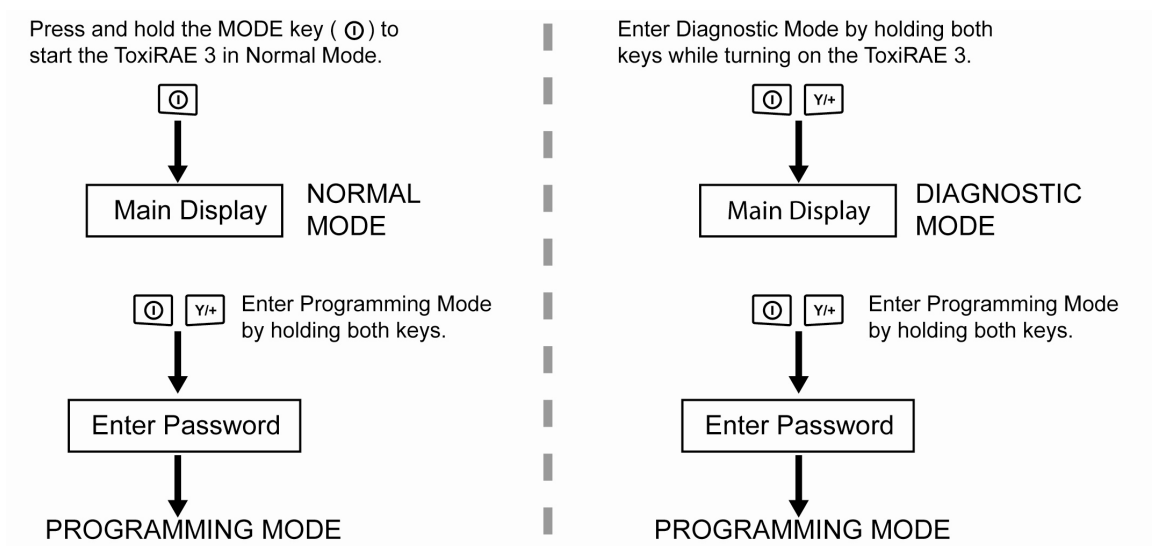 Press and hold the MODE key ( ) to
start the ToxiRAE 3 in Normal Mode.
Main Display
NORMAL
MODE
Y/+
Enter Programming Mode
by holding both keys.
Enter Password
PROGRAMMING MODE
Enter Diagnostic Mode by holding both
keys while turning on the ToxiRAE 3.
Y/+
Main Display
DIAGNOSTIC
MODE
Y/+
Enter Programming Mode
by holding both keys.
Enter Password
PROGRAMMING MODE